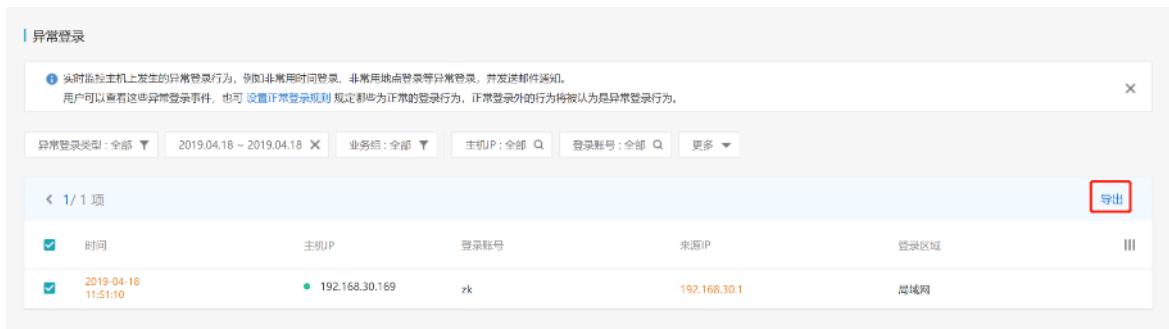 异常登录
实时监控主机上发生的异常登录行为，例如非常用时间登录、非常用地点登录等异常登录，并发送邮件通知。
用户可以查看这些异常登录事件，也可 设置正常登录规则 规定哪些为正常的登录行为，正常登录外的行为将被认为是异常登录行为。
异常登录类型 : 全部 2019.04.18 ~ 2019.04.18 业务组 : 全部 主机IP : 全部 登录账号 : 全部 更多
1/ 1 项 导出
时间 主机IP 登录账号 来源IP 登录区域
2019-04-18
11:51:10 192.168.30.169 zk 192.168.30.1 局域网